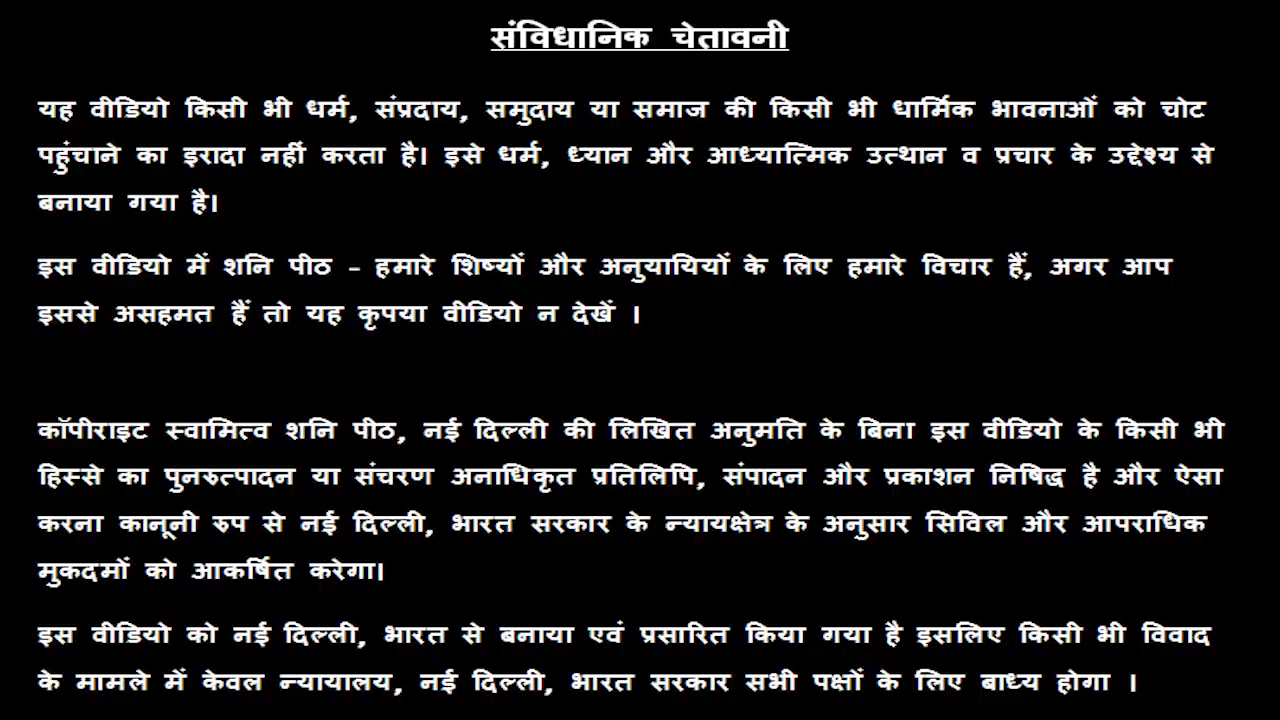 संविधानिक चेतावनी
यह वीडियो किसी भी धर्म, संप्रदाय, समुदाय या समाज की किसी भी धार्मिक भावनाओं को चोट
पहुंचाने का इरादा नहीं करता है। इसे धर्म, ध्यान और आध्यात्मिक उत्थान व प्रचार के उद्देश्य से
बनाया गया है।
इस वीडियो में शनि पीठ – हमारे शिष्यों और अनुयायियों के लिए हमारे विचार हैं, अगर आप
इससे असहमत हैं तो यह कृपया वीडियो न देखें ।
कॉपीराइट स्वामित्व शनि पीठ, नई दिल्ली की लिखित अनुमति के बिना इस वीडियो के किसी भी
हिस्से का पुनरुत्पादन या संचरण अनाधिकृत प्रतिलिपि, संपादन और प्रकाशन निषिद्ध है और ऐसा
करना कानूनी रुप से नई दिल्ली, भारत सरकार के न्यायक्षेत्र के अनुसार सिविल और आपराधिक
मुकदमों को आकर्षित करेगा।
इस वीडियो को नई दिल्ली, भारत से बनाया एवं प्रसारित किया गया है इसलिए किसी भी विवाद
के मामले में केवल न्यायालय, नई दिल्ली, भारत सरकार सभी पक्षों के लिए बाध्य होगा ।